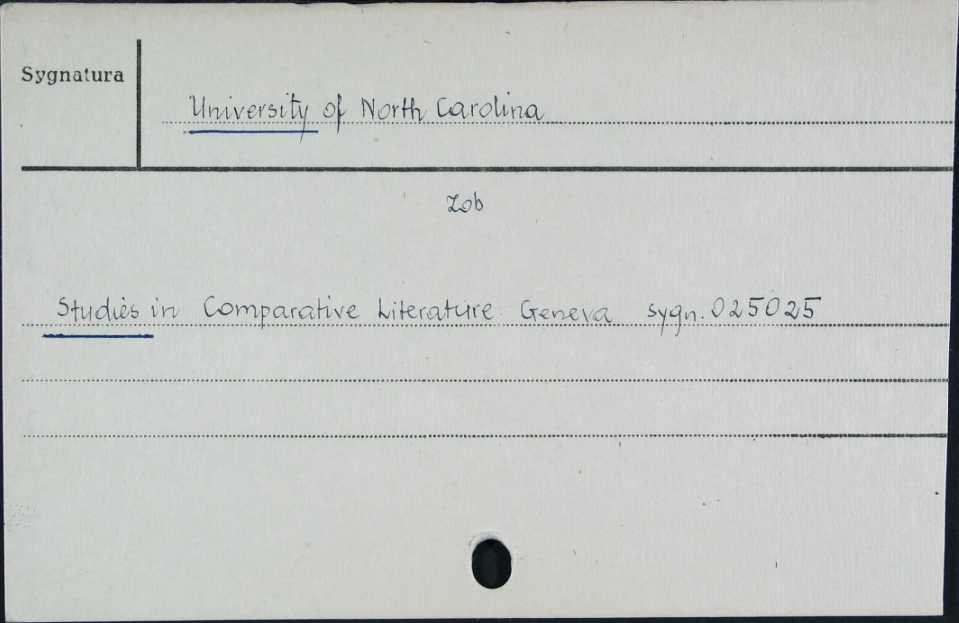 Sygnatura
University of North Carolina
Zob
Studies in Comparative Literature. Geneva sygn. 025025